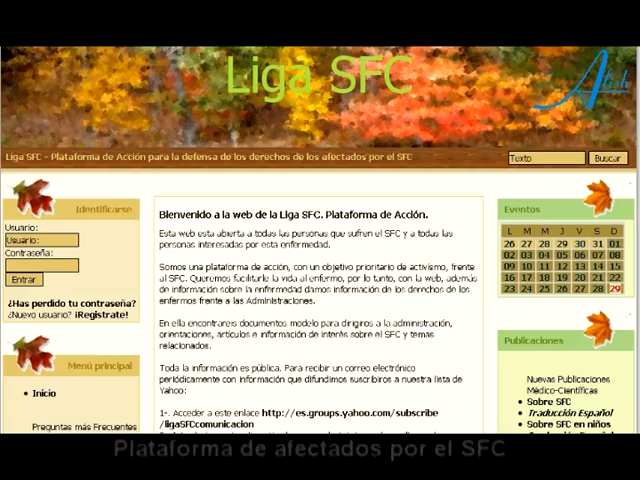 Liga SFC
Alish
Liga SFC - Plataforma de Acción para la defensa de los derechos de los afectados por el SFC
Texto
Buscar
Identificarse
Usuario:
Usuario:
Contraseña:
Entrar
¿Has perdido tu contraseña?
¿Nuevo usuario? ¡Regístrate!
Menú principal
Inicio
Preguntas más Frecuentes
Bienvenido a la web de la Liga SFC. Plataforma de Acción.
Esta web esta abierta a todas las personas que sufren el SFC y a todas las
personas interesadas por esta enfermedad.
Somos una plataforma de acción, con un objetivo prioritario de activismo, frente
al SFC. Queremos facilitarle la vida al enfermo, por lo tanto, con la web, además
de información sobre la enfermedad damos información de los derechos de los
enfermos frente a las Administraciones.
En ella encontrareis documentos modelo para dirigiros a la administración,
orientaciones, artículos e información de interés sobre el SFC y temas
relacionados.
Toda la información es pública. Para recibir un correo electrónico
periódicamente con información que difundimos suscribiros a nuestra lista de
Yahoo:
1-. Acceder a este enlace http://es.groups.yahoo.com/subscribe
/ligaSFCcomunicacion
Eventos
L M M J V S D
26 27 28 29 30 31 01
02 03 04 05 06 07 08
09 10 11 12 13 14 15
16 17 18 19 20 21 22
23 24 25 26 27 28 29
Publicaciones
Nuevas Publicaciones
Médico-Científicas
Sobre SFC
Traducción Español
Sobre SFC en niños
Plataforma de afectados por el SFC